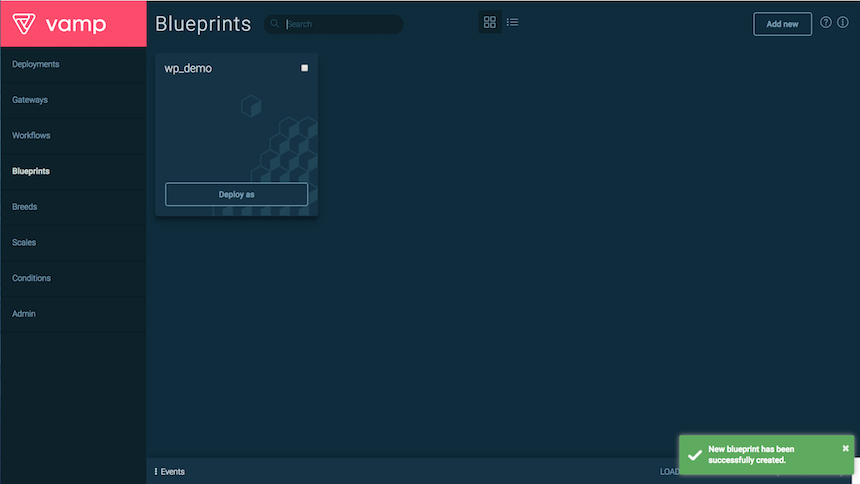 vamp
Blueprints
Search
Add new
Deployments
Gateways
Workflows
Blueprints
Breeds
Scales
Conditions
Admin
wp_demo
Deploy as
New blueprint has been
successfully created.
Events
LOAD